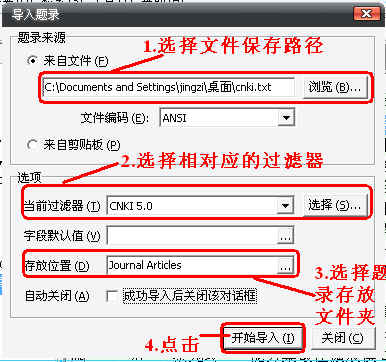 导入题录
题录来源
1.选择文件保存路径
来自文件 (F)
C:\Documents and Settings\jingzi\桌面\cnki.txt
浏览 (B)...
文件编码 (E):
ANSI
来自剪贴板 (P)
2.选择相对应的过滤器
选项
当前过滤器 (T)
CNKI 5.0
选择 (S)...
字段默认值 (V)
...
存放位置 (D)
Journal Articles
...
3.选择题
录存放
文件夹
自动关闭 (A)
成功导入后关闭该对话框
4.点击
开始导入 (I)
关闭 (C)